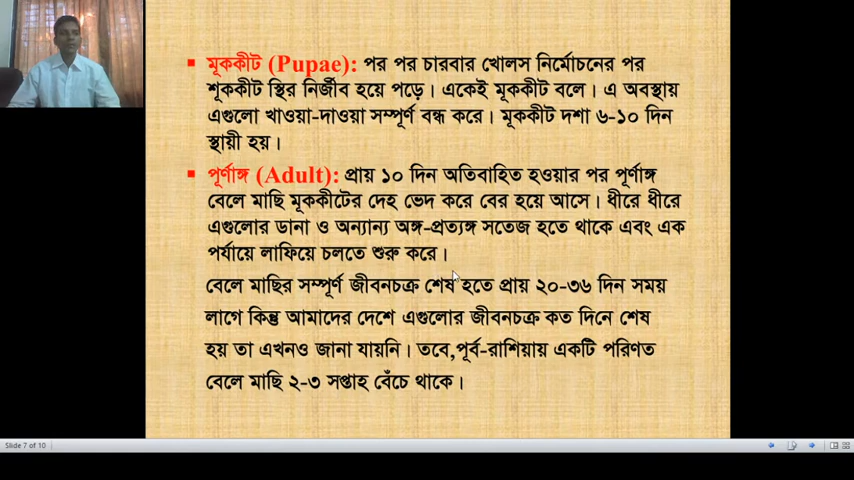 মূককীট (Pupae): পর পর চারবার খোলস নির্মোচনের পর
শূককীট স্থির নির্জীব হয়ে পড়ে। একেই মূককীট বলে। এ অবস্থায়
এগুলো খাওয়া-দাওয়া সম্পূর্ণ বন্ধ করে। মূককীট দশা ৬-১০ দিন
স্থায়ী হয়।
পূর্ণাঙ্গ (Adult): প্রায় ১০ দিন অতিবাহিত হওয়ার পর পূর্ণাঙ্গ
বেলে মাছি মূককীটের দেহ ভেদ করে বের হয়ে আসে। ধীরে ধীরে
এগুলোর ডানা ও অন্যান্য অঙ্গ-প্রত্যঙ্গ সতেজ হতে থাকে এবং এক
পর্যায়ে লাফিয়ে চলতে শুরু করে।
বেলে মাছির সম্পূর্ণ জীবনচক্র শেষ হতে প্রায় ২০-৩৬ দিন সময়
লাগে কিন্তু আমাদের দেশে এগুলোর জীবনচক্র কত দিনে শেষ
হয় তা এখনও জানা যায়নি। তবে,পূর্ব-রাশিয়ায় একটি পরিণত
বেলে মাছি ২-৩ সপ্তাহ বেঁচে থাকে।
Slide 7 of 10